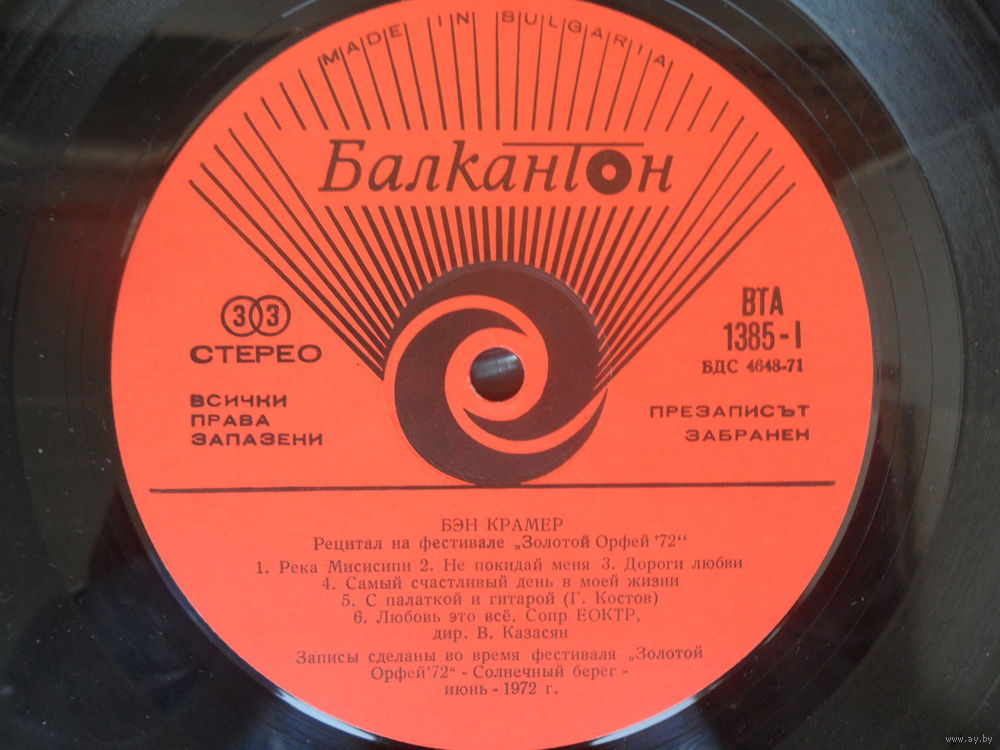 MADE IN BULGARIA
Балкантон
33
СТЕРЕО
ВСИЧКИ
ПРАВА
ЗАПАЗЕНИ
ВТА
1385-I
БДС 4648-71
ПРЕЗАПИСЪТ
ЗАБРАНЕН
БЭН КРАМЕР
Рецитал на фестивале „Золотой Орфей '72“
1. Река Мисисипи 2. Не покидай меня 3. Дороги любви
4. Самый счастливый день в моей жизни
5. С палаткой и гитарой (Г. Костов)
6. Любовь это всё. Сопр ЕОКТР,
дир. В. Казасян
Записы сделаны во время фестиваля „Золотой
Орфей'72“ - Солнечный берег -
июнь - 1972 г.
www.ay.by